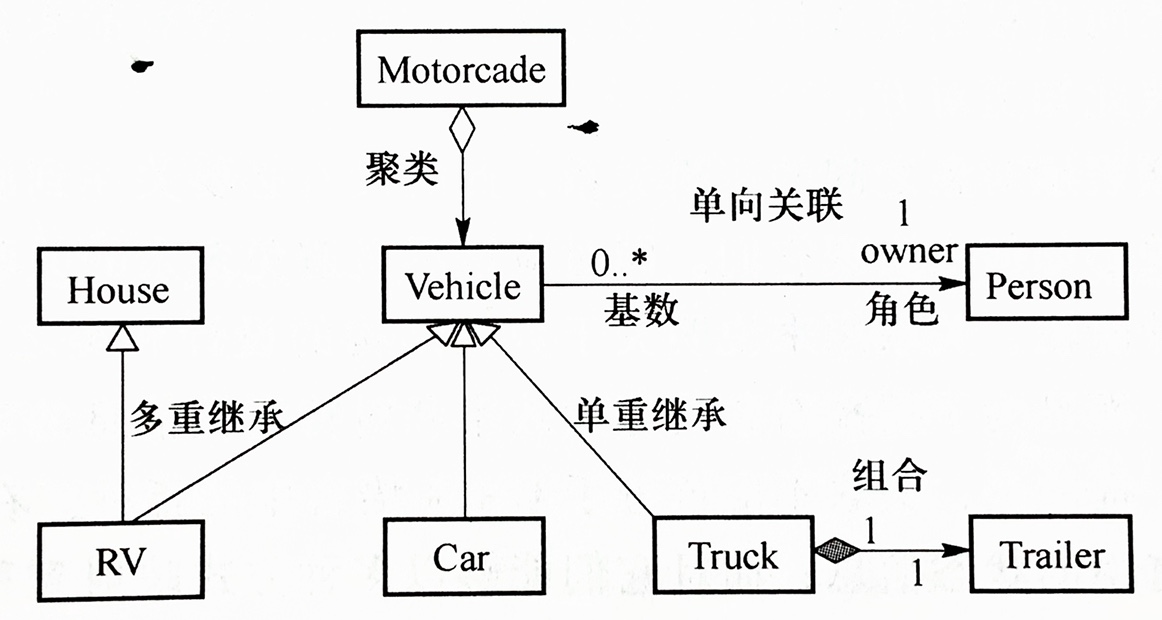 Motorcade
聚类
单向关联
1
0..*
owner
House
Vehicle
Person
基数
角色
多重继承
单重继承
组合
1
RV
Car
Truck
Trailer
1